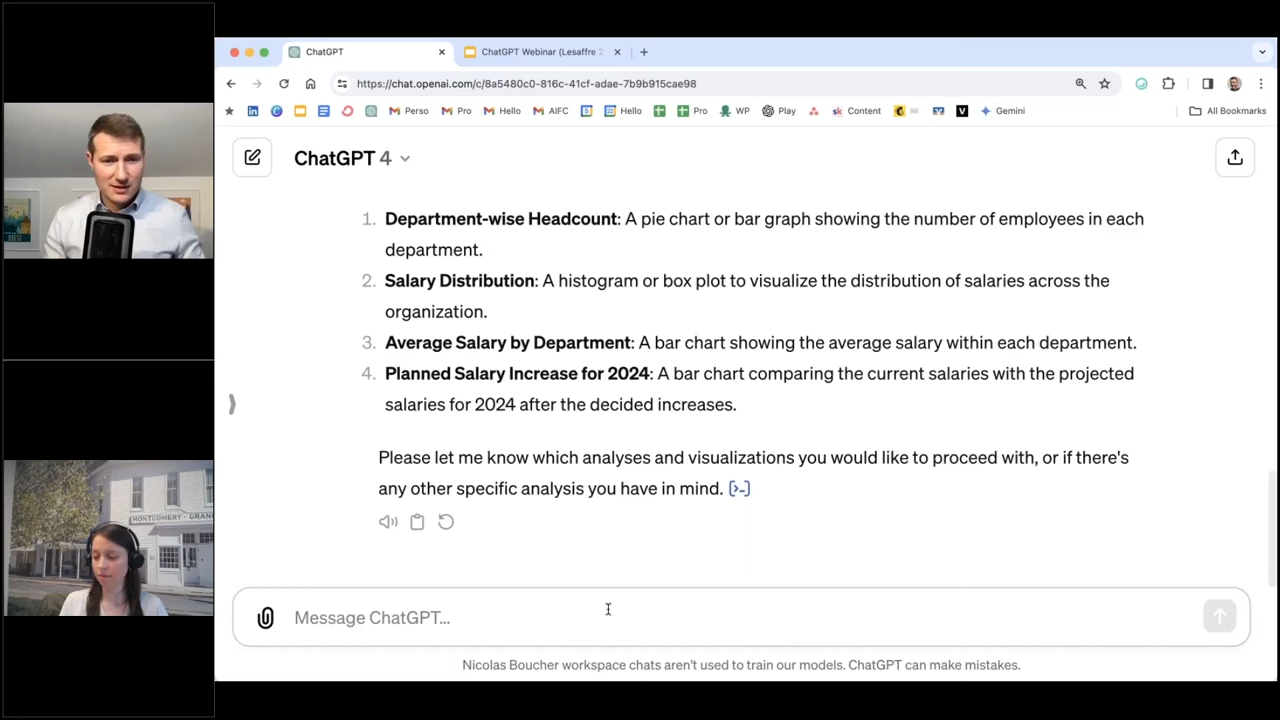 ChatGPT
ChatGPT Webinar (Lesaffre 2
https://chat.openai.com/c/8a5480c0-816c-41cf-adae-7b9b915cae98
Perso
Pro
Hello
AIFC
Hello
Pro
WP
Play
sk Content
V
Gemini
All Bookmarks
ChatGPT 4
1. Department-wise Headcount: A pie chart or bar graph showing the number of employees in each
department.
2. Salary Distribution: A histogram or box plot to visualize the distribution of salaries across the
organization.
3. Average Salary by Department: A bar chart showing the average salary within each department.
4. Planned Salary Increase for 2024: A bar chart comparing the current salaries with the projected
salaries for 2024 after the decided increases.
Please let me know which analyses and visualizations you would like to proceed with, or if there's
any other specific analysis you have in mind. [>-]
Message ChatGPT...
Nicolas Boucher workspace chats aren't used to train our models. ChatGPT can make mistakes.
MONTGOMERY - GRAN